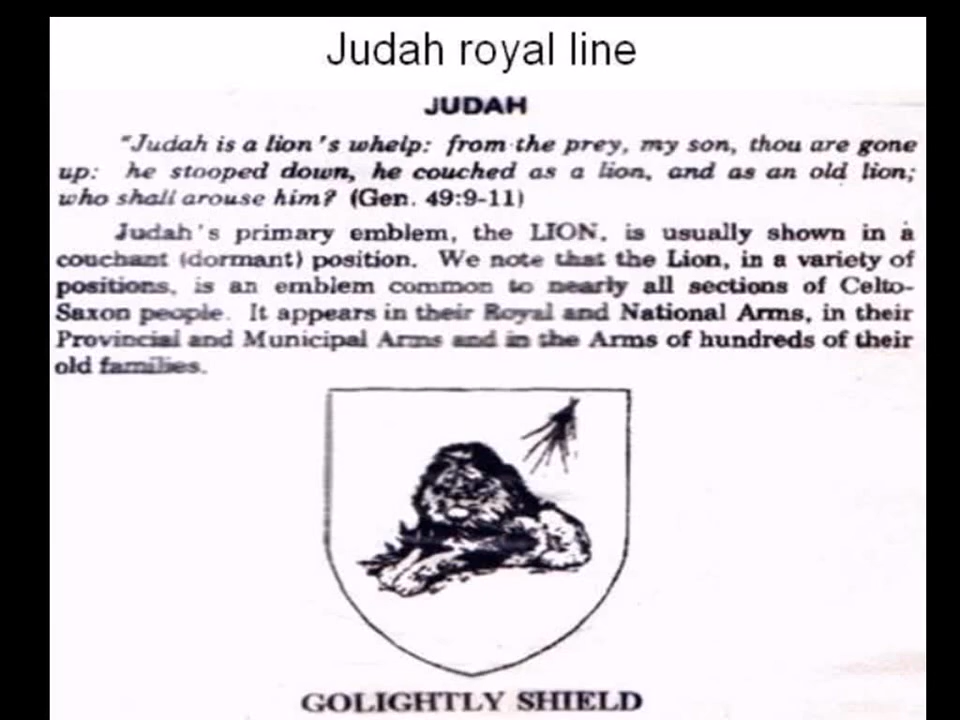 Judah royal line
JUDAH
"Judah is a lion's whelp: from the prey, my son, thou are gone
up: he stooped down, he couched as a lion, and as an old lion;
who shall arouse him? (Gen. 49:9-11)
Judah's primary emblem, the LION, is usually shown in a
couchant (dormant) position. We note that the Lion, in a variety of
positions, is an emblem common to nearly all sections of Celto-
Saxon people. It appears in their Royal and National Arms, in their
Provincial and Municipal Arms and in the Arms of hundreds of their
old families.
GOLIGHTLY SHIELD